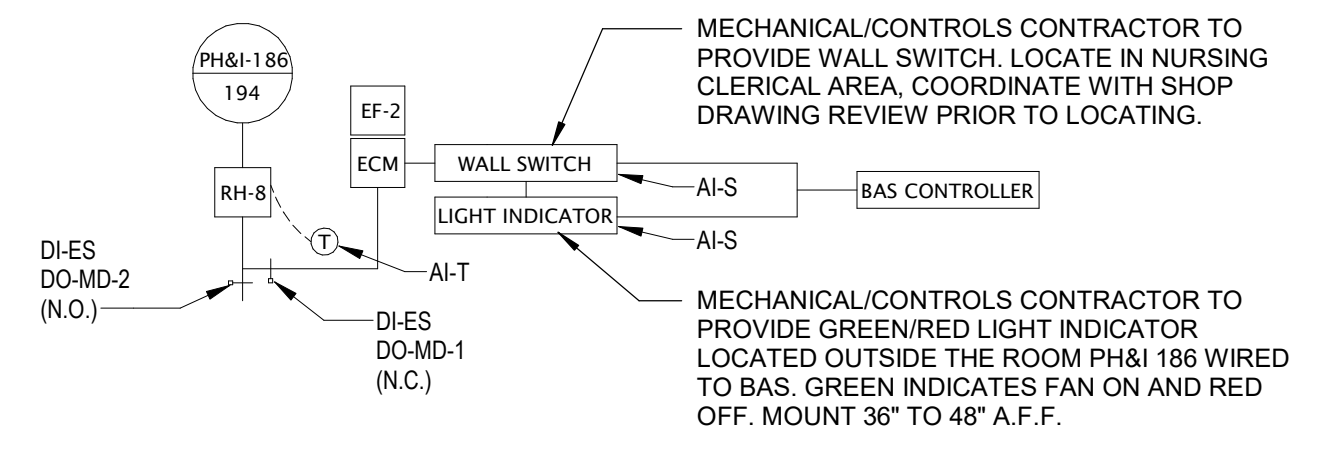 PH&I-186
194
RH-8
EF-2
ECM
WALL SWITCH
LIGHT INDICATOR
BAS CONTROLLER
AI-S
AI-S
T
AI-T
DI-ES
DO-MD-2
(N.O.)
DI-ES
DO-MD-1
(N.C.)
MECHANICAL/CONTROLS CONTRACTOR TO
PROVIDE WALL SWITCH. LOCATE IN NURSING
CLERICAL AREA, COORDINATE WITH SHOP
DRAWING REVIEW PRIOR TO LOCATING.
MECHANICAL/CONTROLS CONTRACTOR TO
PROVIDE GREEN/RED LIGHT INDICATOR
LOCATED OUTSIDE THE ROOM PH&I 186 WIRED
TO BAS. GREEN INDICATES FAN ON AND RED
OFF. MOUNT 36" TO 48" A.F.F.